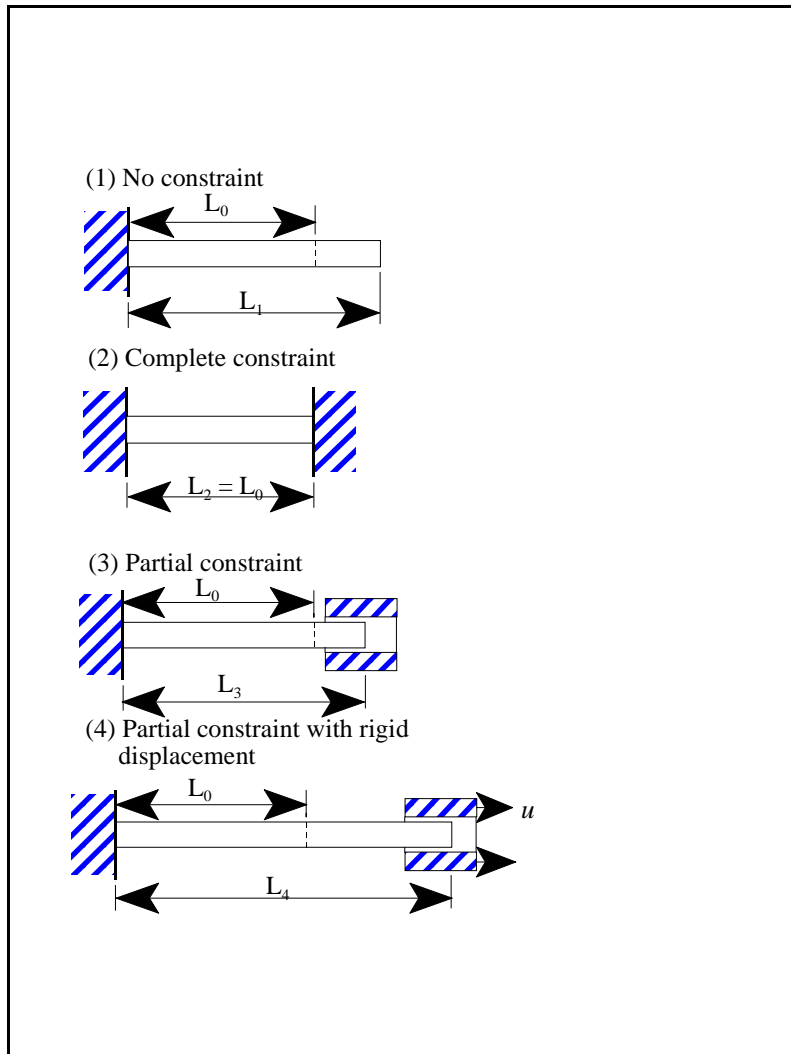 (1) No constraint
L₀
L₁
(2) Complete constraint
L₂ = L₀
(3) Partial constraint
L₀
L₃
(4) Partial constraint with rigid
displacement
L₀
u
L₄